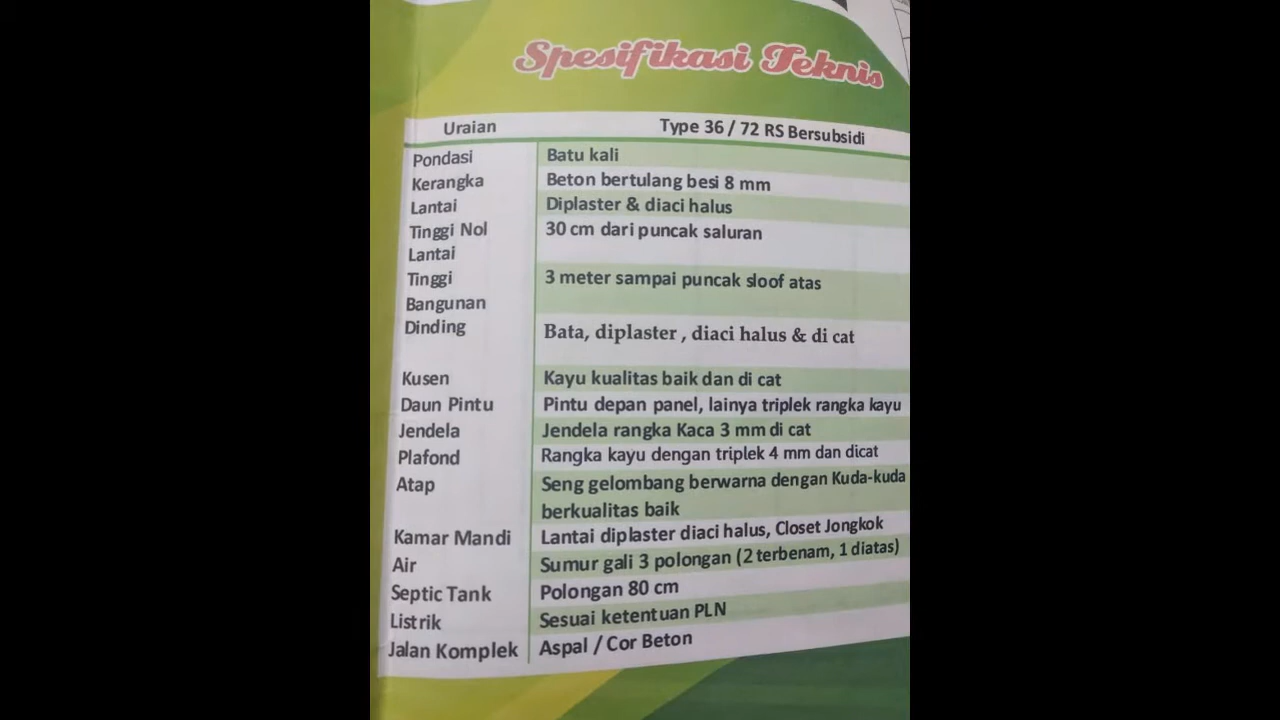 Spesifikasi Teknis
Uraian Type 36 / 72 RS Bersubsidi
Pondasi Batu kali
Kerangka Beton bertulang besi 8 mm
Lantai Diplaster & diaci halus
Tinggi Nol 30 cm dari puncak saluran
Lantai
Tinggi 3 meter sampai puncak sloof atas
Bangunan
Dinding Bata, diplaster , diaci halus & di cat
Kusen Kayu kualitas baik dan di cat
Daun Pintu Pintu depan panel, lainya triplek rangka kayu
Jendela Jendela rangka Kaca 3 mm di cat
Plafond Rangka kayu dengan triplek 4 mm dan dicat
Atap Seng gelombang berwarna dengan Kuda-kuda
berkualitas baik
Kamar Mandi Lantai diplaster diaci halus, Closet Jongkok
Air Sumur gali 3 polongan (2 terbenam, 1 diatas)
Septic Tank Polongan 80 cm
Listrik Sesuai ketentuan PLN
Jalan Komplek Aspal / Cor Beton